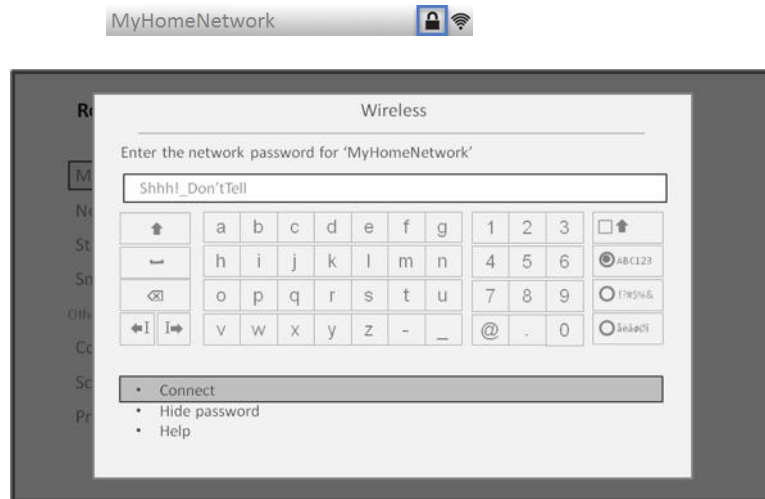 MyHomeNetwork
Wireless
Enter the network password for ‘MyHomeNetwork’
Shhh!_Don'tTell
a b c d e f g 1 2 3
h i j k l m n 4 5 6 ABC123
o p q r s t u 7 8 9 !?#$%&
v w x y z - _ @ . 0
• Connect
• Hide password
• Help